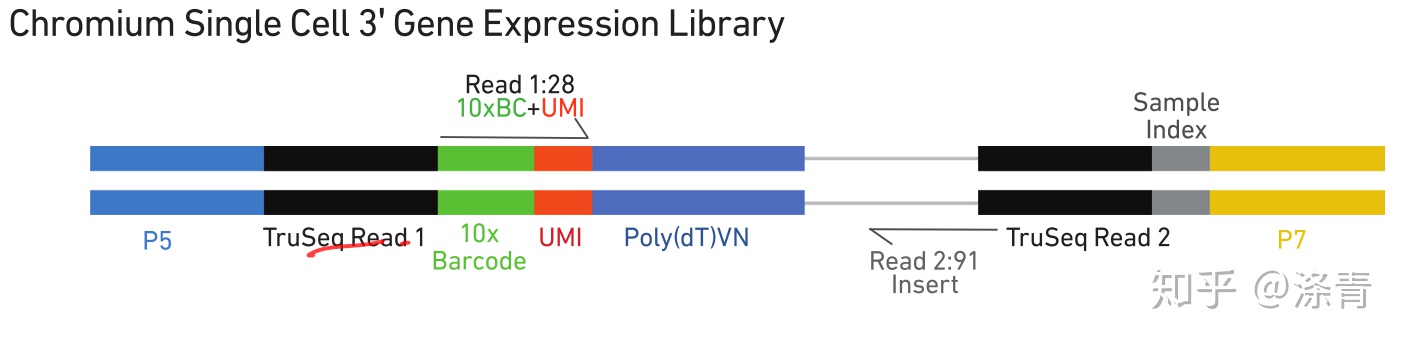 Chromium Single Cell 3' Gene Expression Library
Read 1:28
10xBC+UMI
Sample
Index
P5
TruSeq Read 1
10x
Barcode
UMI
Poly(dT)VN
Read 2:91
Insert
TruSeq Read 2
P7
知乎 @涤青